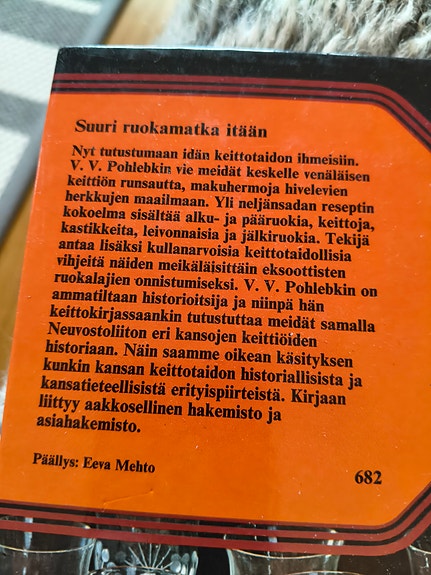 Suuri ruokamatka itään
Nyt tutustumaan idän keittotaidon ihmeisiin.
V. V. Pohlebkin vie meidät keskelle venäläisen
keittiön runsautta, makuhermoja hivelevien
herkkujen maailmaan. Yli neljänsadan reseptin
kokoelma sisältää alku- ja pääruokia, keittoja,
kastikkeita, leivonnaisia ja jälkiruokia. Tekijä
antaa lisäksi kullanarvoisia keittotaidollisia
vihjeitä näiden meikäläisittäin eksoottisten
ruokalajien onnistumiseksi. V. V. Pohlebkin on
ammatiltaan historioitsija ja niinpä hän
keittokirjassaankin tutustuttaa meidät samalla
Neuvostoliiton eri kansojen keittiöiden
historiaan. Näin saamme oikean käsityksen
kunkin kansan keittotaidon historiallisista ja
kansatieteellisistä erityispiirteistä. Kirjaan
liittyy aakkosellinen hakemisto ja
asiahakemisto.
Päällys: Eeva Mehto
682